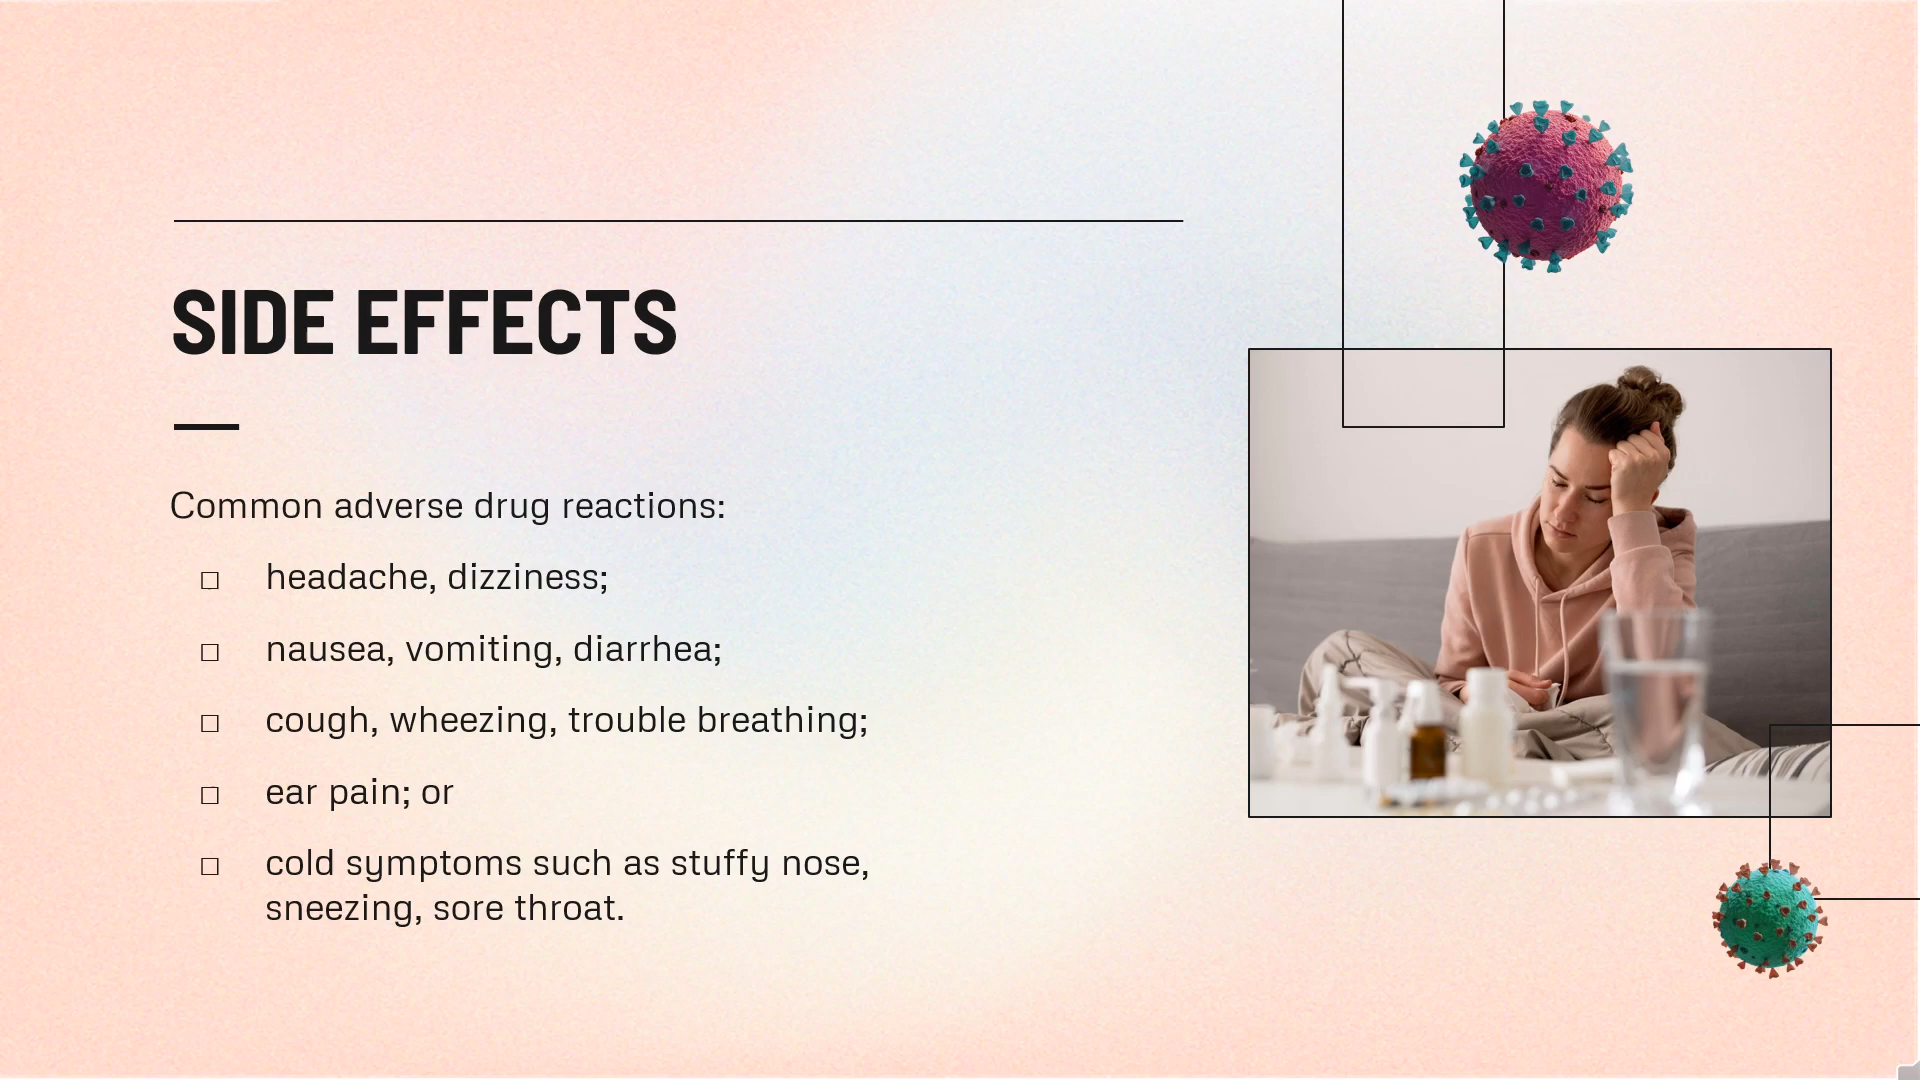 SIDE EFFECTS
Common adverse drug reactions:
headache, dizziness;
nausea, vomiting, diarrhea;
cough, wheezing, trouble breathing;
ear pain; or
cold symptoms such as stuffy nose,
sneezing, sore throat.